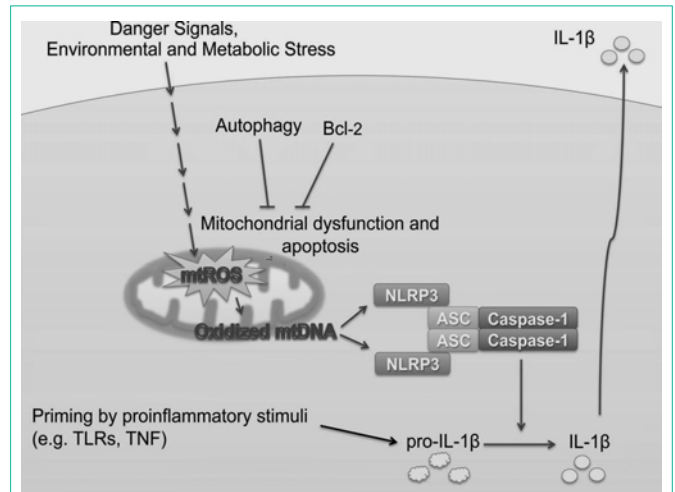 Danger Signals,
Environmental and Metabolic Stress
IL-1β
Autophagy
Bcl-2
Mitochondrial dysfunction and
apoptosis
mtROS
Oxidized mtDNA
NLRP3
ASC
Caspase-1
ASC
Caspase-1
NLRP3
Priming by proinflammatory stimuli
(e.g. TLRs, TNF)
pro-IL-1β
IL-1β